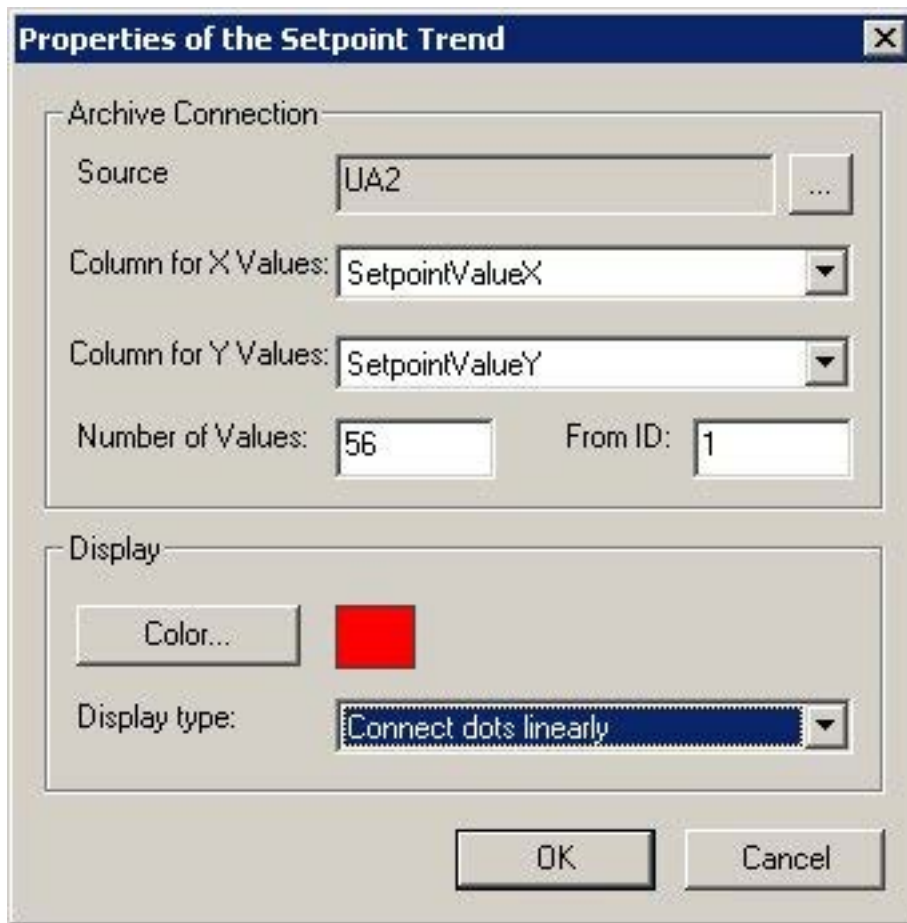 Properties of the Setpoint Trend
Archive Connection
Source UA2 ...
Column for X Values: SetpointValueX
Column for Y Values: SetpointValueY
Number of Values: 56 From ID: 1
Display
Color...
Display type: Connect dots linearly
OK Cancel